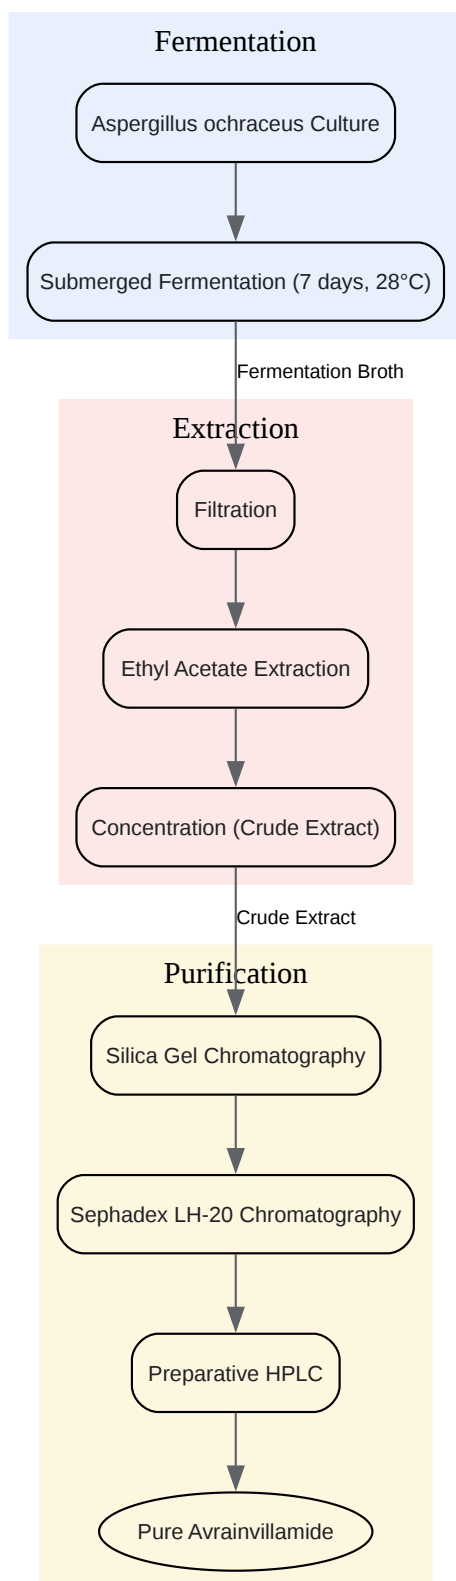 Fermentation
Aspergillus ochraceus Culture
Submerged Fermentation (7 days, 28°C)
Fermentation Broth
Extraction
Filtration
Ethyl Acetate Extraction
Concentration (Crude Extract)
Crude Extract
Purification
Silica Gel Chromatography
Sephadex LH-20 Chromatography
Preparative HPLC
Pure Avrainvillamide